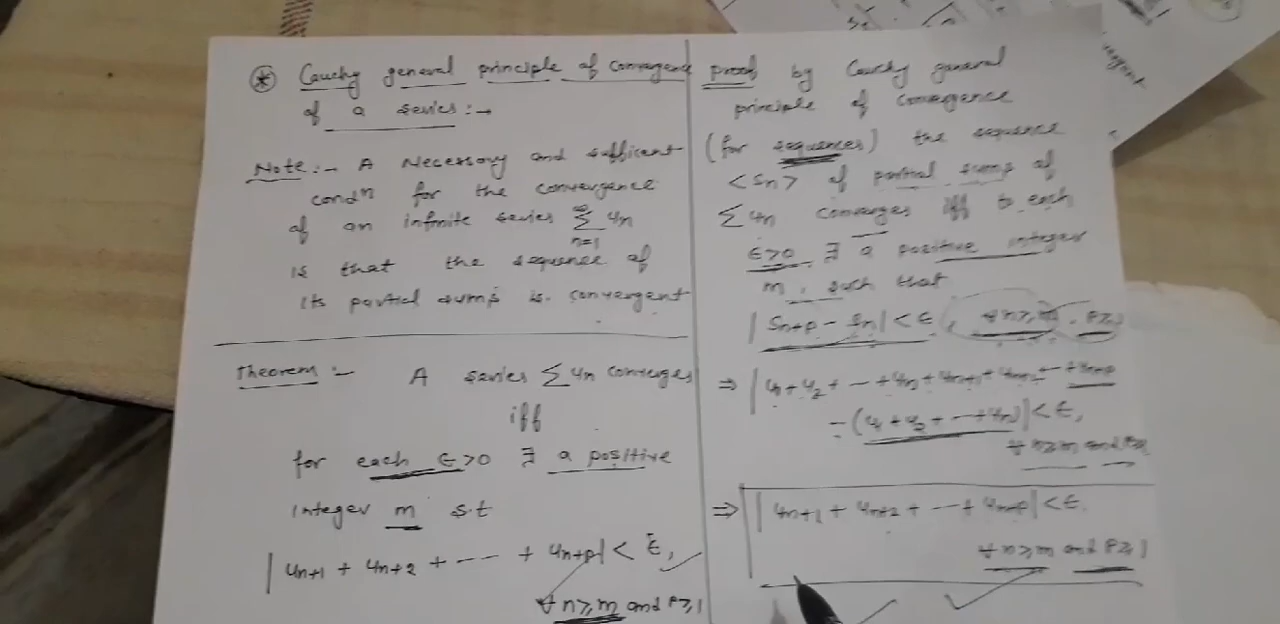 * Cauchy general principle of convergence
of a series :→
Note :- A Necessary and sufficent
condn for the convergence
of an infinite series ∞∑n=1 un
is that the sequence of
its partial sums is convergent
Theorem :- A series ∑un converges
iff
for each ε>0 ∃ a positive
integer m s.t
|un+1 + un+2 + --- + un+p| < ε,
∀ n≥m and p≥1
Proof by Cauchy general
principle of convergence
(for sequences) the sequence
<sn> of partial sums of
∑un converges iff to each
ε>0 ∃ a positive integer
m, such that
|Sn+p - Sn| < ε, ∀ n≥m, p≥1
⇒ |u1 + u2 + -- + un + un+1 + un+2 -- + un+p
- (u1 + u2 + -- + un)| < ε,
∀ n≥m and p≥1
⇒ |un+1 + un+2 + --- + un+p| < ε,
∀ n≥m and p≥1